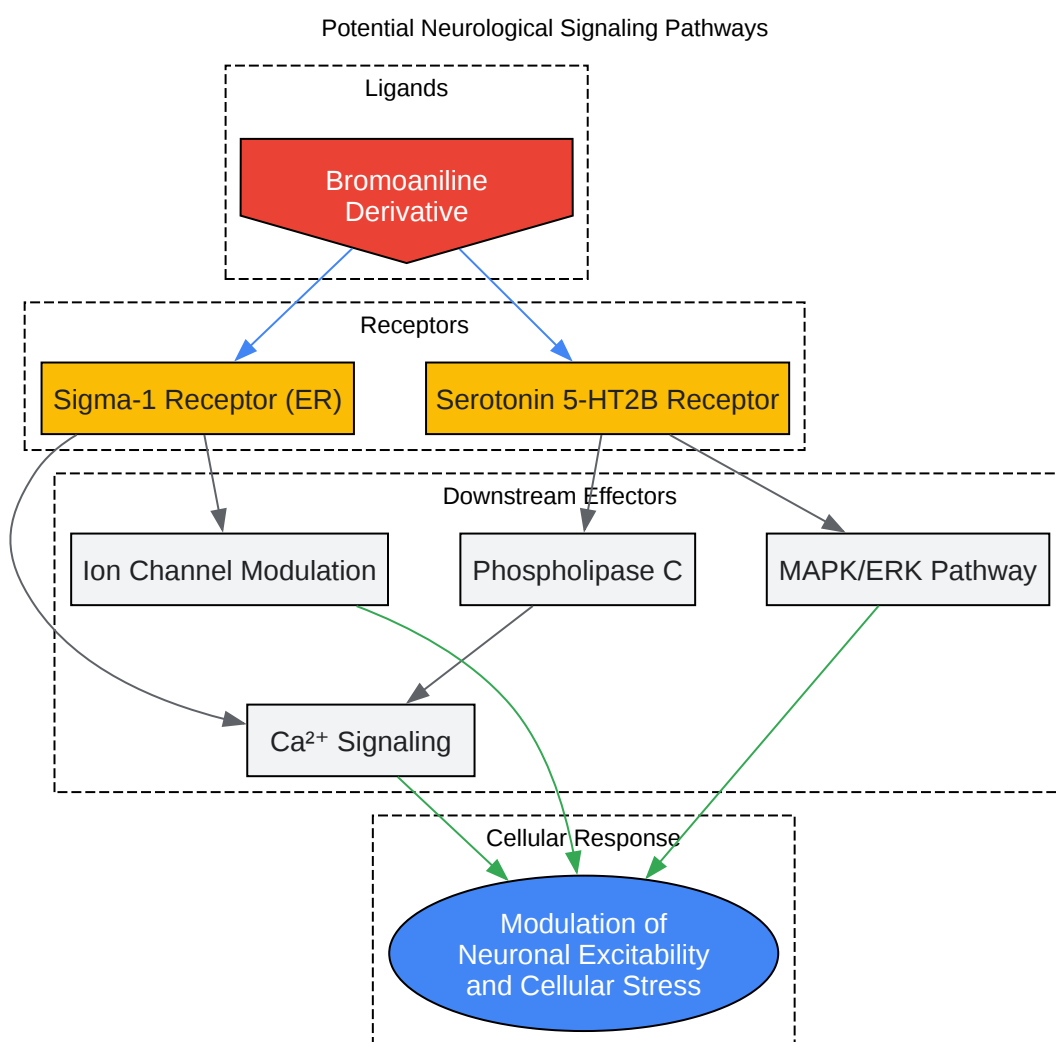 Potential Neurological Signaling Pathways
Ligands
Bromoaniline
Derivative
Receptors
Sigma-1 Receptor (ER)
Serotonin 5-HT2B Receptor
Downstream Effectors
Ion Channel Modulation
Phospholipase C
MAPK/ERK Pathway
Ca²⁺ Signaling
Cellular Response
Modulation of
Neuronal Excitability
and Cellular Stress